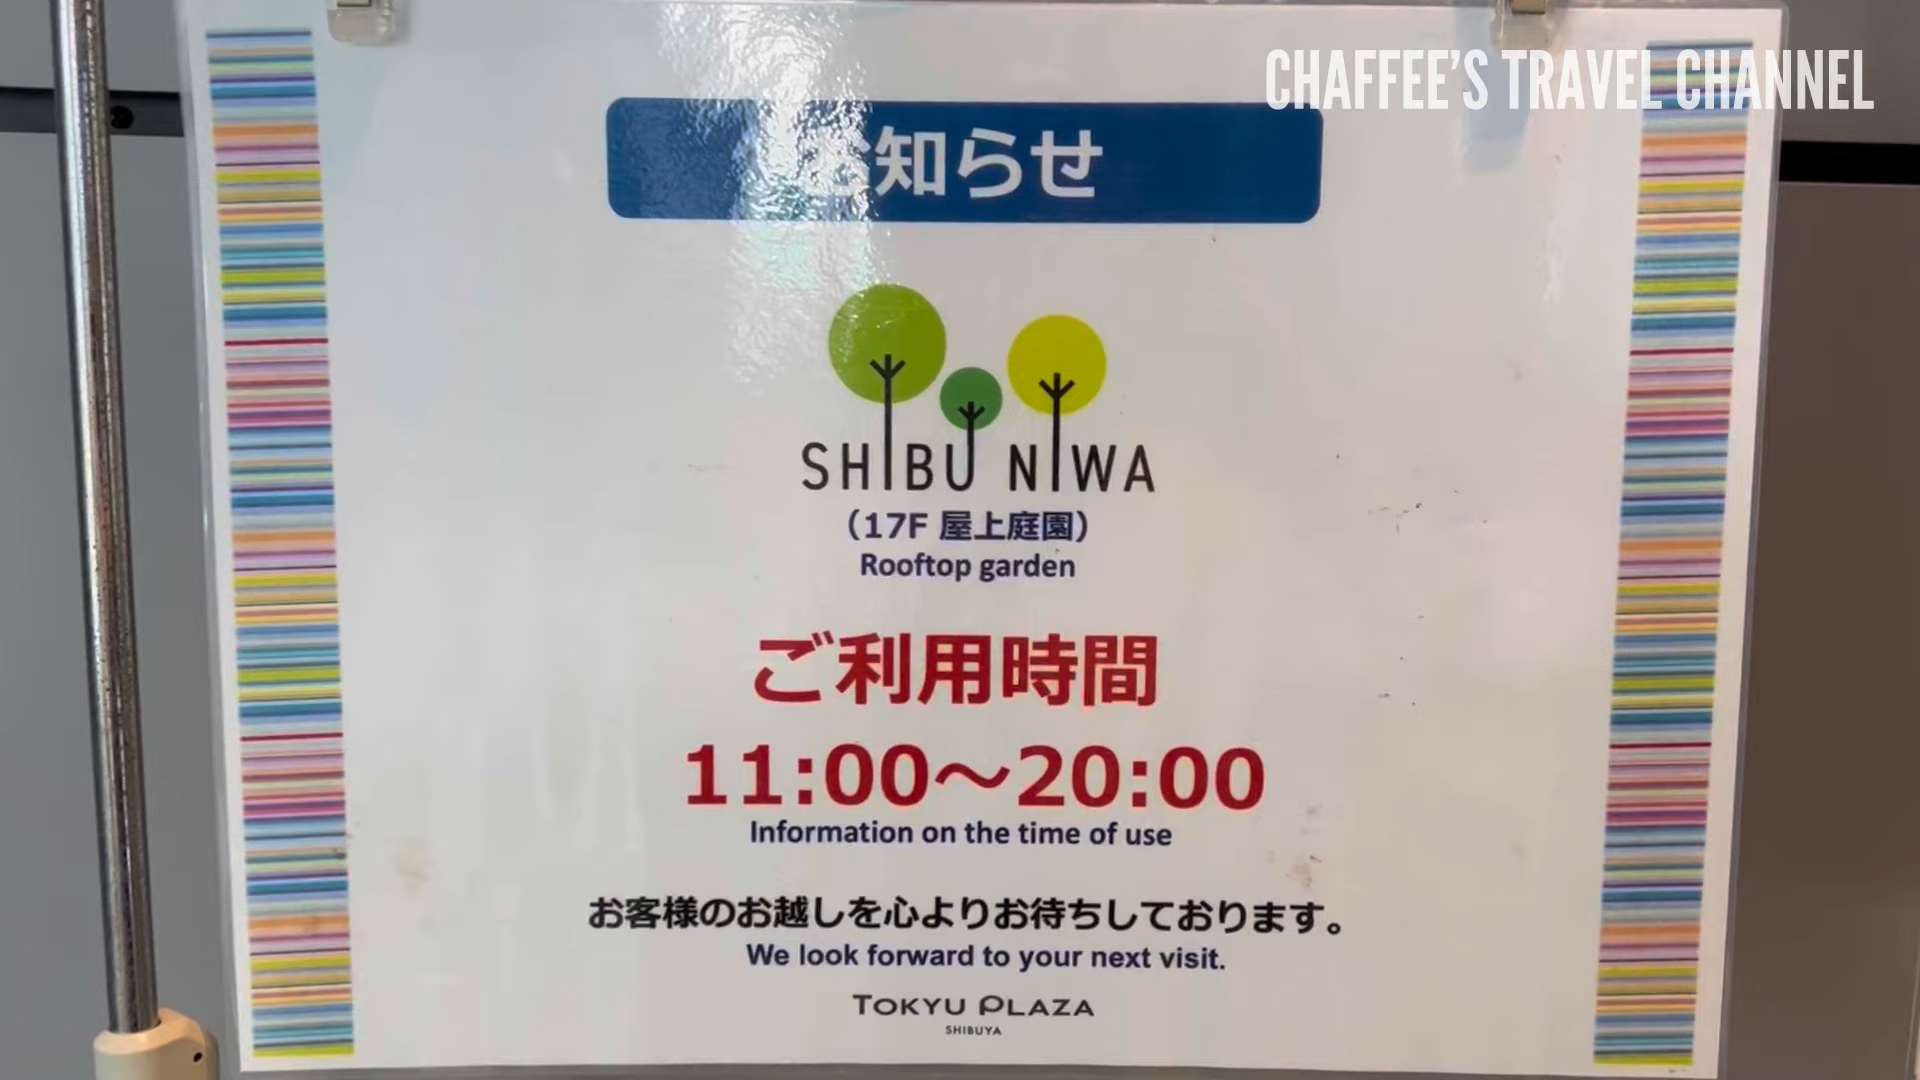 CHAFFEE'S TRAVEL CHANNEL
お知らせ
SHIBU NIWA
（17F 屋上庭園）
Rooftop garden
ご利用時間
11:00～20:00
Information on the time of use
お客様のお越しを心よりお待ちしております。
We look forward to your next visit.
TOKYU PLAZA
SHIBUYA